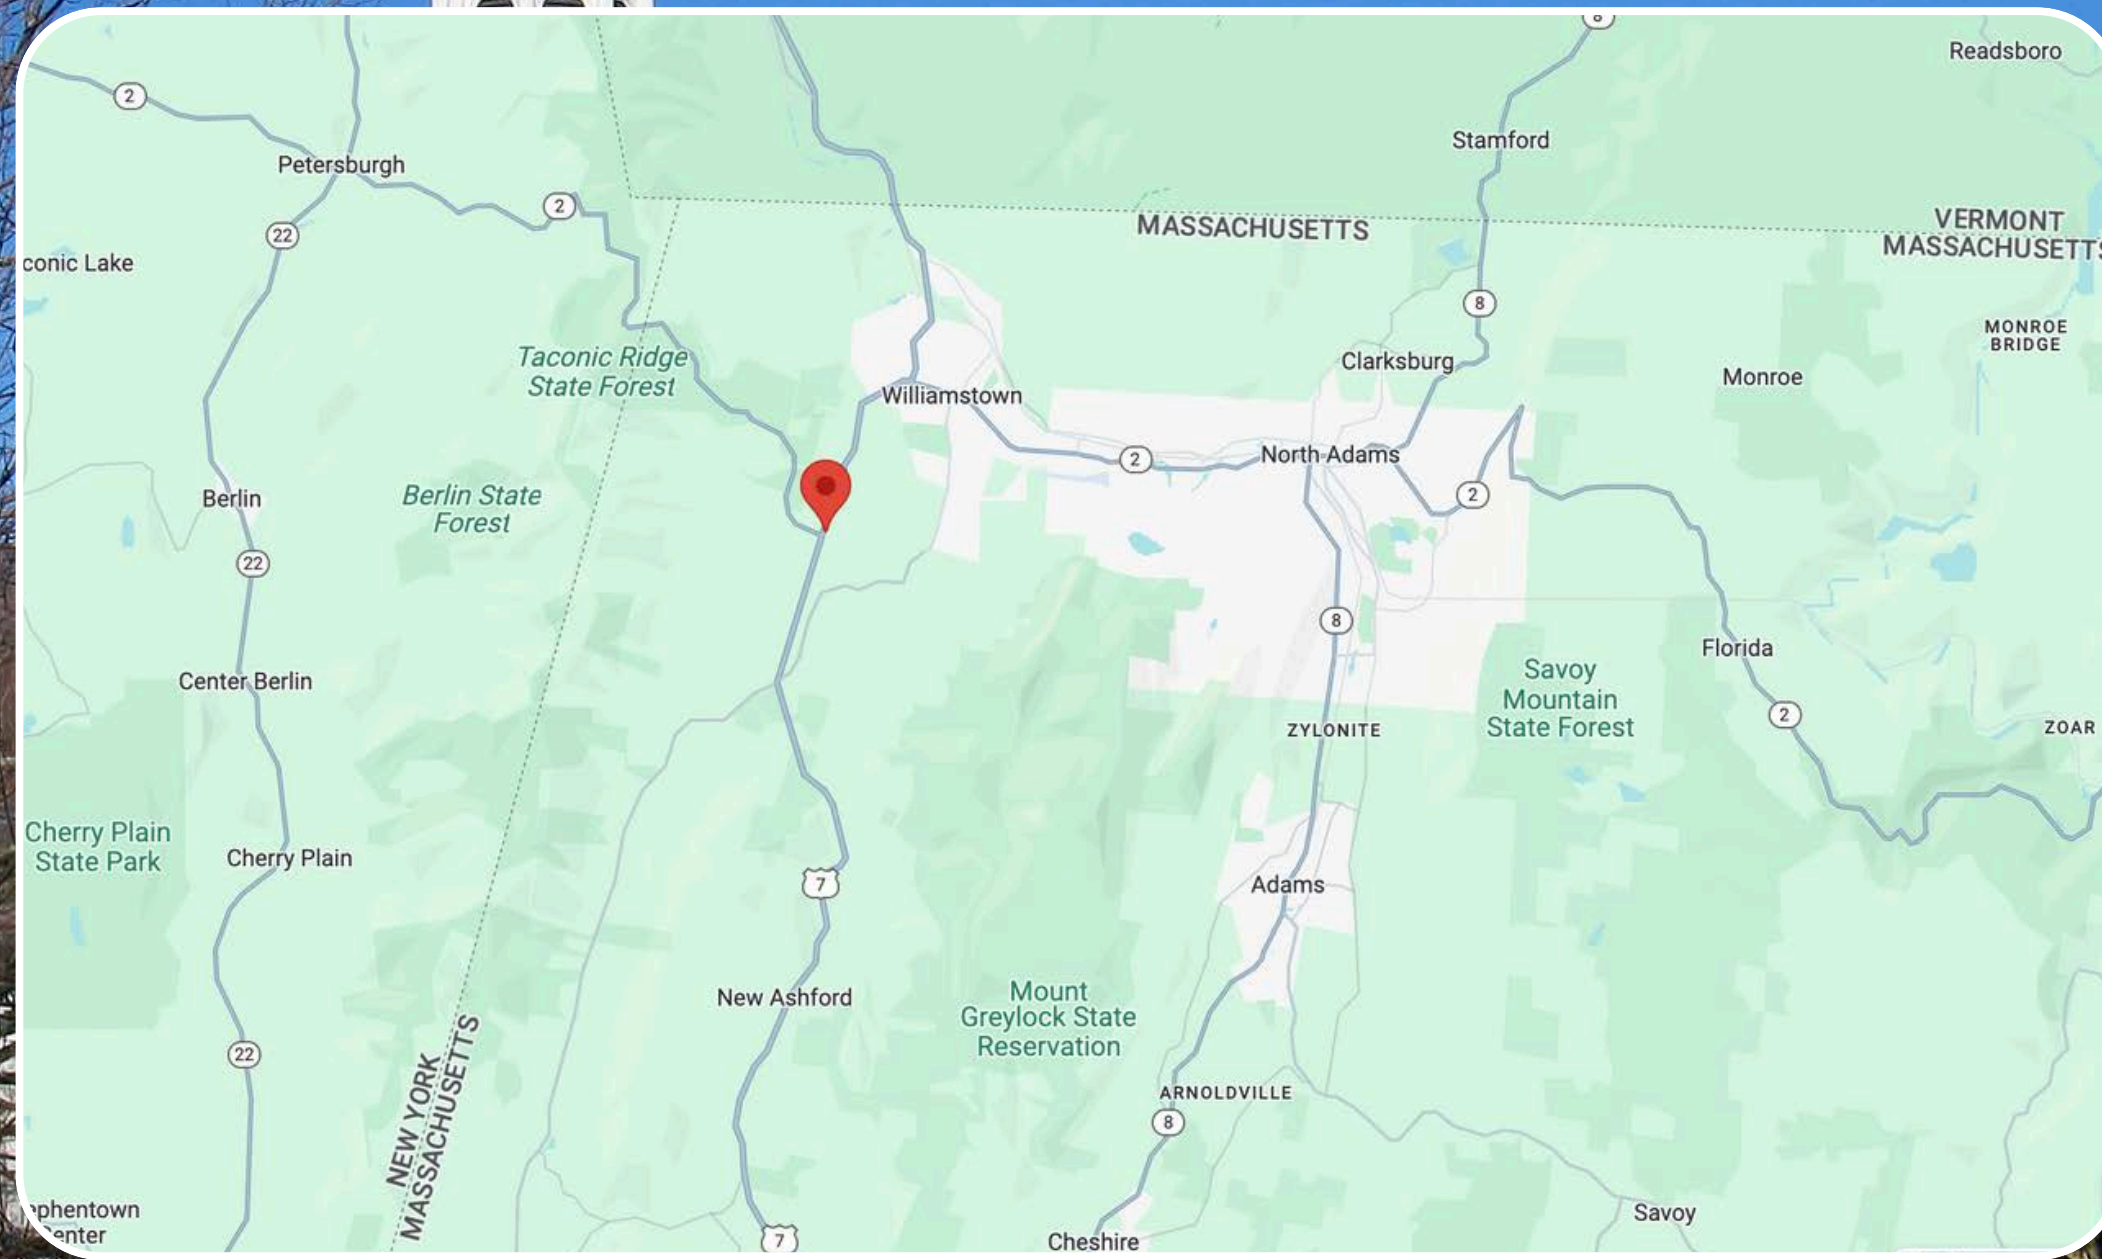 8
Readsboro
2
Stamford
Petersburgh
2
22
MASSACHUSETTS
VERMONT
MASSACHUSETTS
conic Lake
8
MONROE
BRIDGE
Taconic Ridge
State Forest
Clarksburg
Monroe
Williamstown
2
North Adams
2
Berlin
Berlin State
Forest
22
8
Florida
Savoy
Mountain
State Forest
Center Berlin
2
ZYLONITE
ZOAR
Cherry Plain
State Park
Cherry Plain
7
Adams
New Ashford
Mount
Greylock State
Reservation
22
NEW YORK
MASSACHUSETTS
ARNOLDVILLE
8
ephentown
Center
Savoy
7
Cheshire